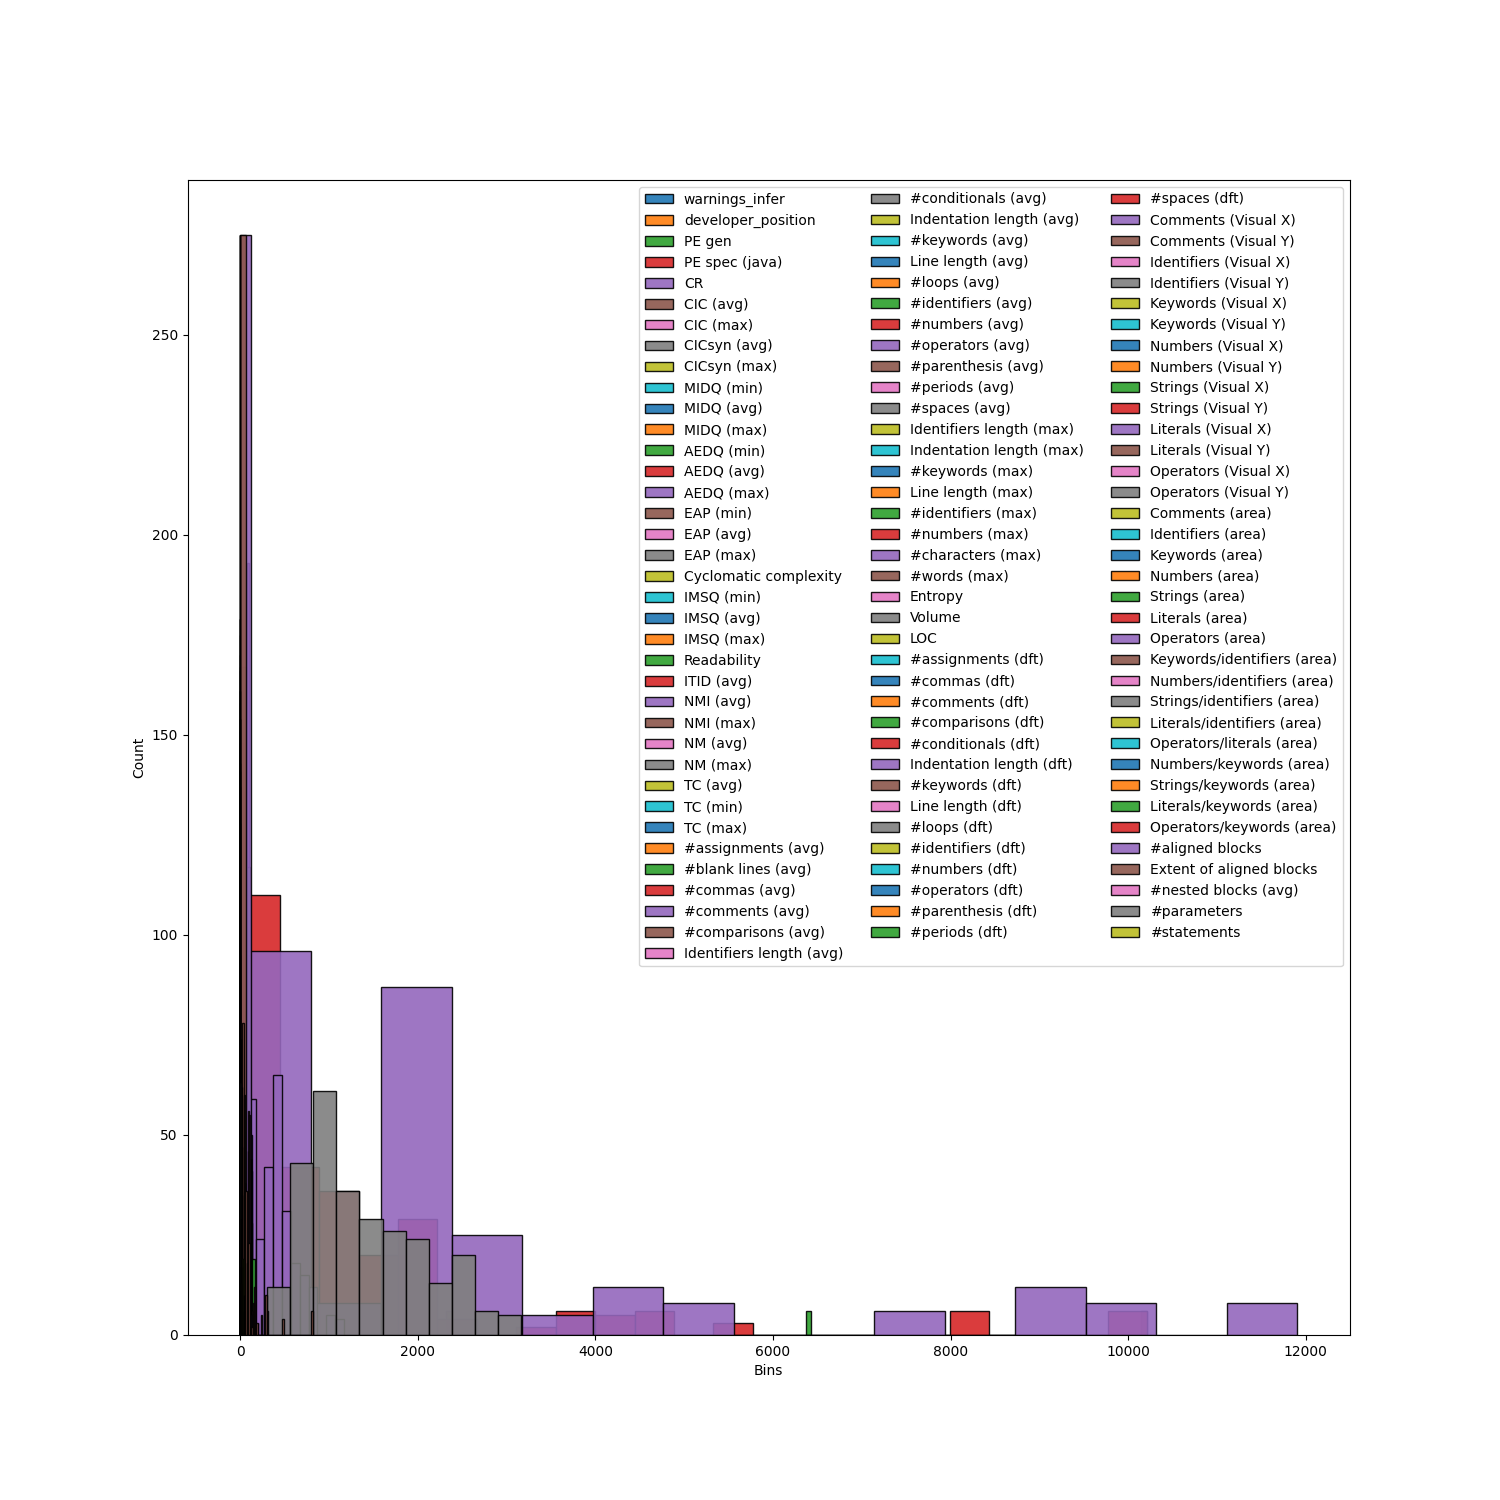 warnings_infer
developer_position
PE gen
PE spec (java)
CR
CIC (avg)
CIC (max)
CICsyn (avg)
CICsyn (max)
MIDQ (min)
MIDQ (avg)
MIDQ (max)
AEDQ (min)
AEDQ (avg)
AEDQ (max)
EAP (min)
EAP (avg)
EAP (max)
Cyclomatic complexity
IMSQ (min)
IMSQ (avg)
IMSQ (max)
Readability
ITID (avg)
NMI (avg)
NMI (max)
NM (avg)
NM (max)
TC (avg)
TC (min)
TC (max)
#assignments (avg)
#blank lines (avg)
#commas (avg)
#comments (avg)
#comparisons (avg)
Identifiers length (avg)
#conditionals (avg)
Indentation length (avg)
#keywords (avg)
Line length (avg)
#loops (avg)
#identifiers (avg)
#numbers (avg)
#operators (avg)
#parenthesis (avg)
#periods (avg)
#spaces (avg)
Identifiers length (max)
Indentation length (max)
#keywords (max)
Line length (max)
#identifiers (max)
#numbers (max)
#characters (max)
#words (max)
Entropy
Volume
LOC
#assignments (dft)
#commas (dft)
#comments (dft)
#comparisons (dft)
#conditionals (dft)
Indentation length (dft)
#keywords (dft)
Line length (dft)
#loops (dft)
#identifiers (dft)
#numbers (dft)
#operators (dft)
#parenthesis (dft)
#periods (dft)
#spaces (dft)
Comments (Visual X)
Comments (Visual Y)
Identifiers (Visual X)
Identifiers (Visual Y)
Keywords (Visual X)
Keywords (Visual Y)
Numbers (Visual X)
Numbers (Visual Y)
Strings (Visual X)
Strings (Visual Y)
Literals (Visual X)
Literals (Visual Y)
Operators (Visual X)
Operators (Visual Y)
Comments (area)
Identifiers (area)
Keywords (area)
Numbers (area)
Strings (area)
Literals (area)
Operators (area)
Keywords/identifiers (area)
Numbers/identifiers (area)
Strings/identifiers (area)
Literals/identifiers (area)
Operators/literals (area)
Numbers/keywords (area)
Strings/keywords (area)
Literals/keywords (area)
Operators/keywords (area)
#aligned blocks
Extent of aligned blocks
#nested blocks (avg)
#parameters
#statements
250
200
150
100
50
0
Count
0 2000 4000 6000 8000 10000 12000
Bins